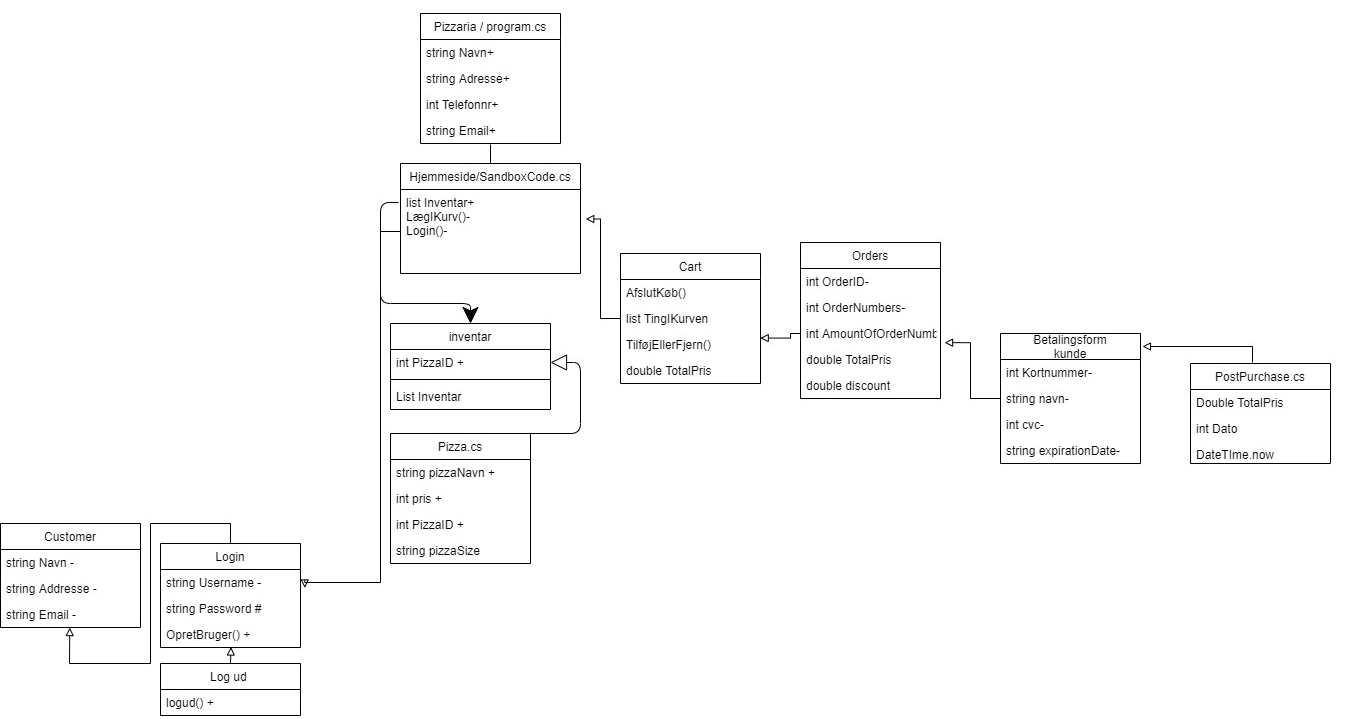 Pizzaria / program.cs
string Navn+
string Adresse+
int Telefonnr+
string Email+
Hjemmeside/SandboxCode.cs
list Inventar+
LægIKurv()-
Login()-
inventar
int PizzaID +
List Inventar
Pizza.cs
string pizzaNavn +
int pris +
int PizzaID +
string pizzaSize
Customer
string Navn -
string Addresse -
string Email -
Login
string Username -
string Password #
OpretBruger() +
Log ud
logud() +
Cart
AfslutKøb()
list TingIKurven
TilføjEllerFjern()
double TotalPris
Orders
int OrderID-
int OrderNumbers-
int AmountOfOrderNumb
double TotalPris
double discount
Betalingsform
kunde
int Kortnummer-
string navn-
int cvc-
string expirationDate-
PostPurchase.cs
Double TotalPris
int Dato
DateTIme.now